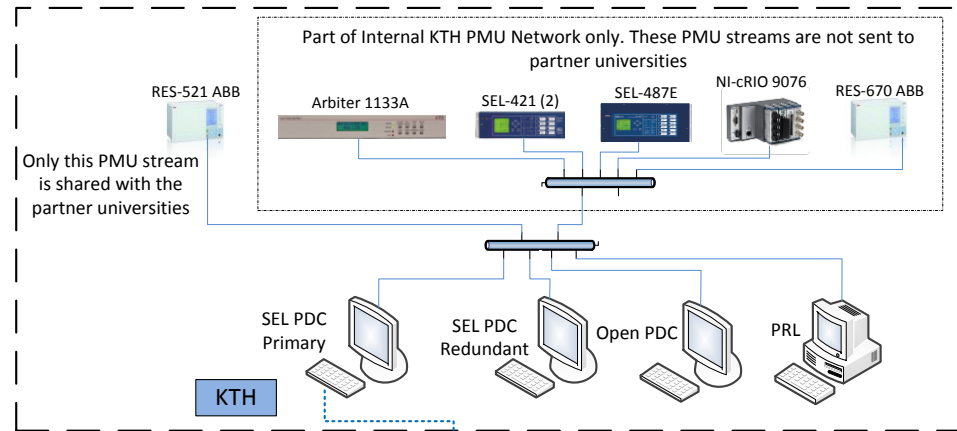 Part of Internal KTH PMU Network only. These PMU streams are not sent to
partner universities
RES-521 ABB
Arbiter 1133A
SEL-421 (2)
SEL-487E
NI-cRIO 9076
RES-670 ABB
Only this PMU stream
is shared with the
partner universities
SEL PDC
Primary
SEL PDC
Redundant
Open PDC
PRL
KTH